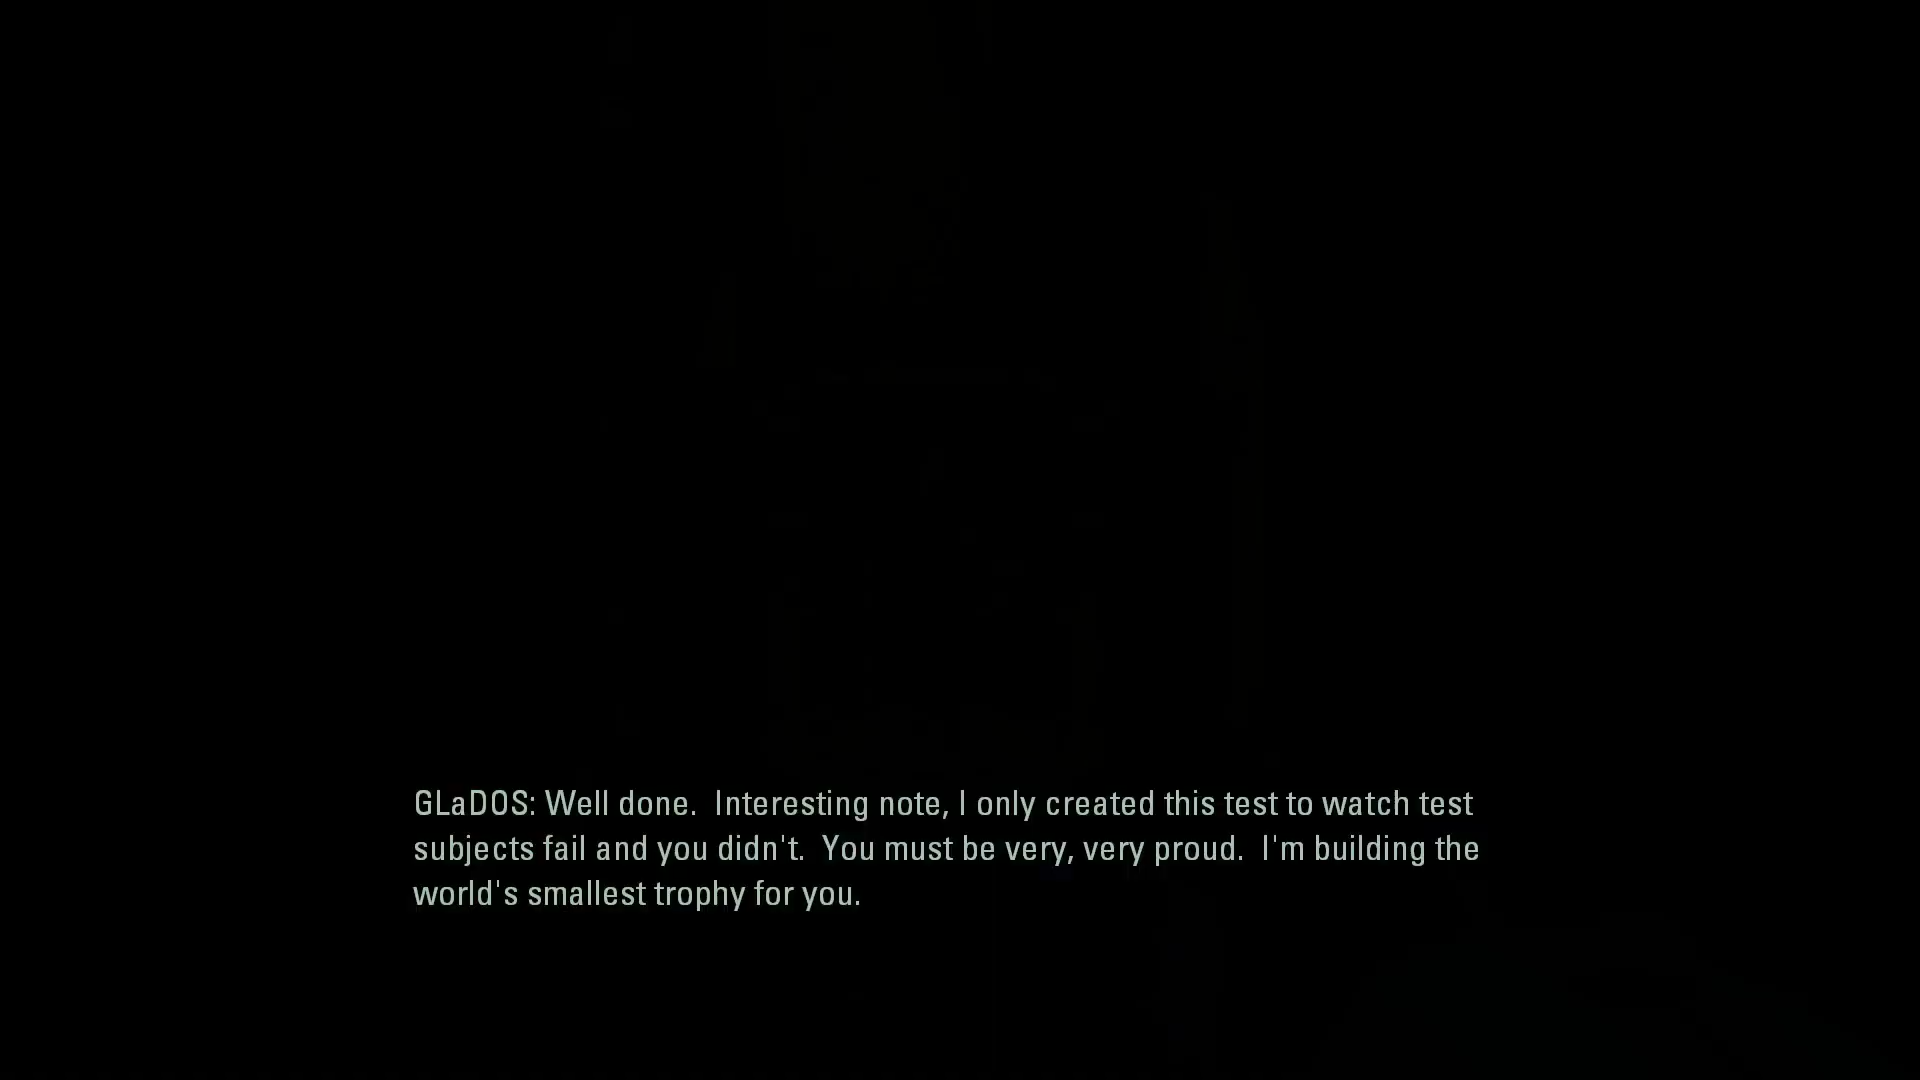 GLaDOS: Well done.  Interesting note, I only created this test to watch test
subjects fail and you didn't.  You must be very, very proud.  I'm building the
world's smallest trophy for you.